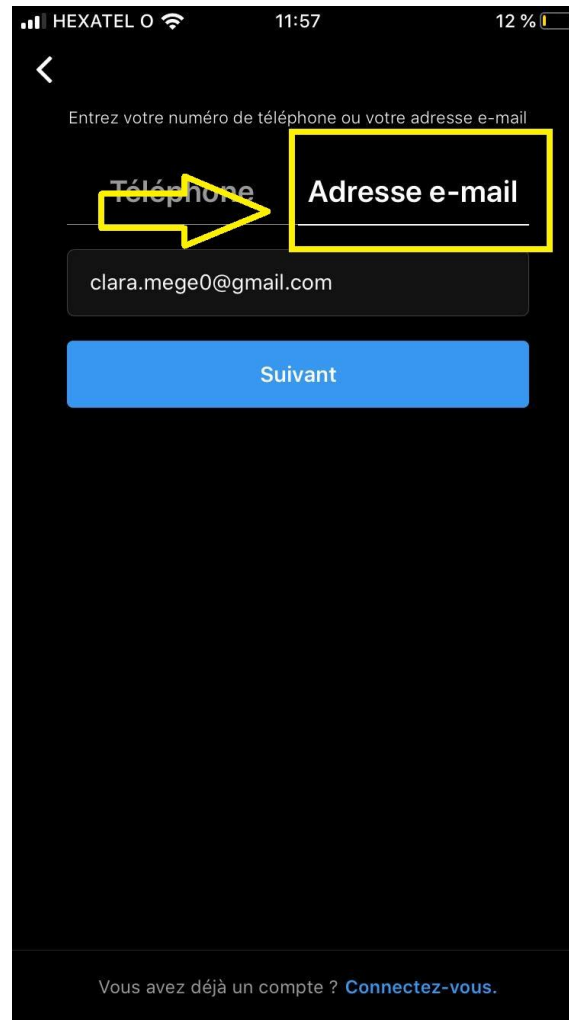 HEXATEL O 11:57 12 %
Entrez votre numéro de téléphone ou votre adresse e-mail
Téléphone Adresse e-mail
clara.mege0@gmail.com
Suivant
Vous avez déjà un compte ? Connectez-vous.